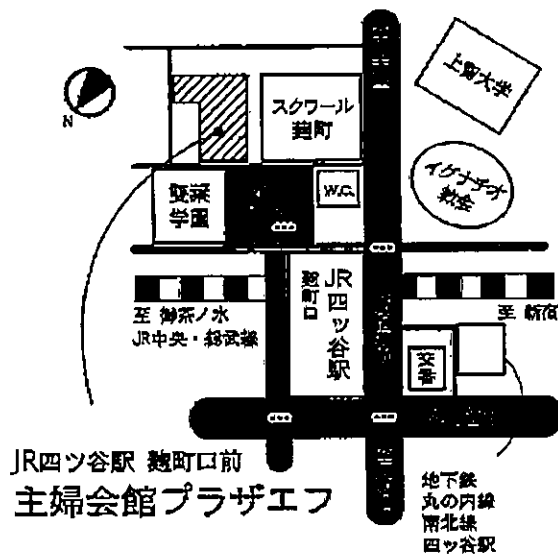 上智大学
スクワール
麹町
N
イグナチオ
教会
雙葉
学園
W.C.
JR四ッ谷駅
麹町口
至 御茶ノ水
JR中央・総武線
至 新宿
交番
JR四ツ谷駅 麹町口前
主婦会館プラザエフ
地下鉄
丸の内線
南北線
四ッ谷駅